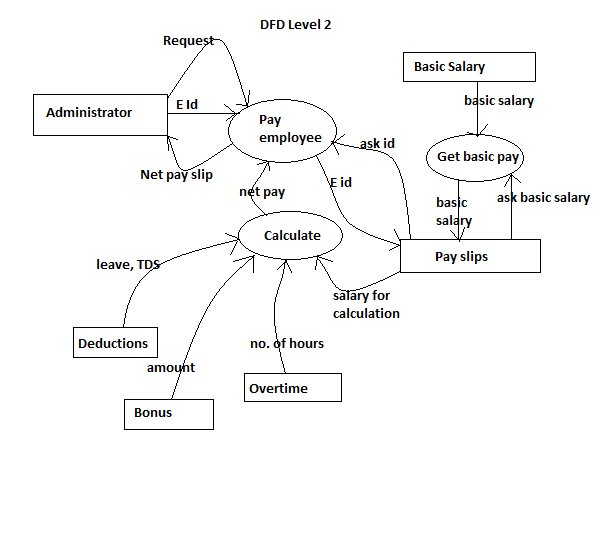 DFD Level 2
Request
Basic Salary
Administrator
E Id
basic salary
Pay
employee
ask id
Get basic pay
Net pay slip
net pay
E id
basic
salary
ask basic salary
Calculate
Pay slips
leave, TDS
salary for
calculation
Deductions
no. of hours
amount
Overtime
Bonus